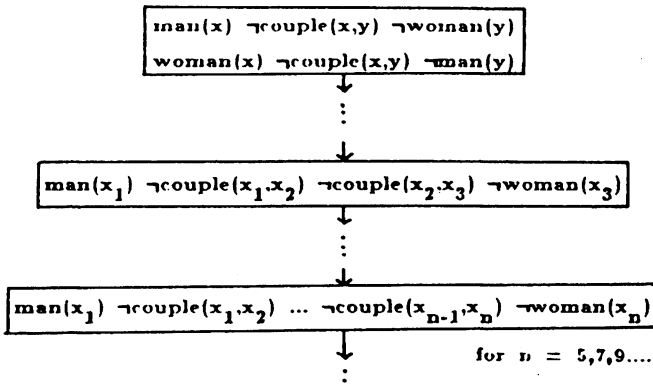 man(x) ¬couple(x,y) ¬woman(y)
woman(x) ¬couple(x,y) ¬man(y)
⋮
man(x₁) ¬couple(x₁,x₂) ¬couple(x₂,x₃) ¬woman(x₃)
⋮
man(x₁) ¬couple(x₁,x₂) ... ¬couple(xₙ₋₁,xₙ) ¬woman(xₙ)
for n = 5,7,9....
⋮